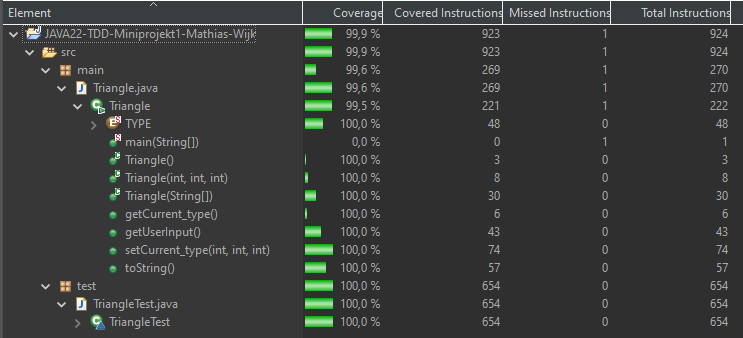 Element Coverage Covered Instructions Missed Instructions Total Instructions
JAVA22-TDD-Miniprojekt1-Mathias-Wijk 99,9 % 923 1 924
src 99,9 % 923 1 924
main 99,6 % 269 1 270
Triangle.java 99,6 % 269 1 270
Triangle 99,5 % 221 1 222
TYPE 100,0 % 48 0 48
main(String[]) 0,0 % 0 1 1
Triangle() 100,0 % 3 0 3
Triangle(int, int, int) 100,0 % 8 0 8
Triangle(String[]) 100,0 % 30 0 30
getCurrent_type() 100,0 % 6 0 6
getUserInput() 100,0 % 43 0 43
setCurrent_type(int, int, int) 100,0 % 74 0 74
toString() 100,0 % 57 0 57
test 100,0 % 654 0 654
TriangleTest.java 100,0 % 654 0 654
TriangleTest 100,0 % 654 0 654